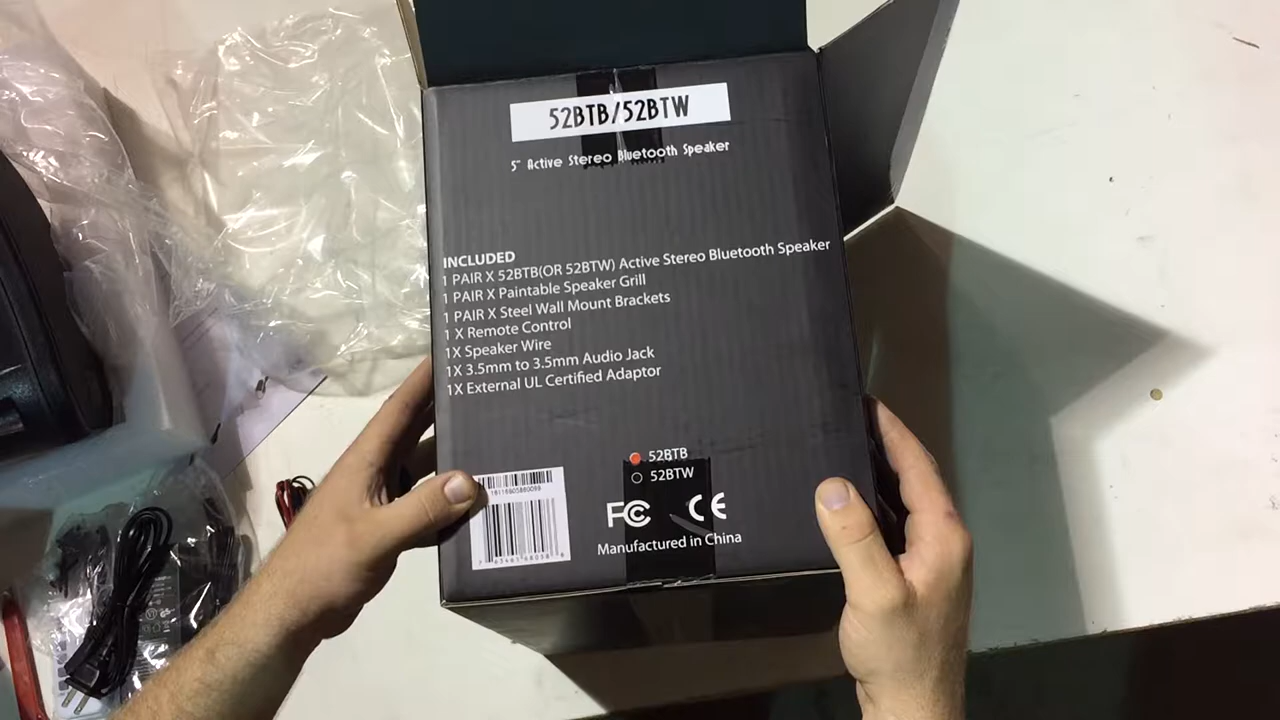 52BTB/52BTW
5" Active Stereo Bluetooth Speaker
INCLUDED
1 PAIR X 52BTB(OR 52BTW) Active Stereo Bluetooth Speaker
1 PAIR X Paintable Speaker Grill
1 PAIR X Steel Wall Mount Brackets
1 X Remote Control
1X Speaker Wire
1X 3.5mm to 3.5mm Audio Jack
1X External UL Certified Adaptor
52BTB
52BTW
FC CE
Manufactured in China